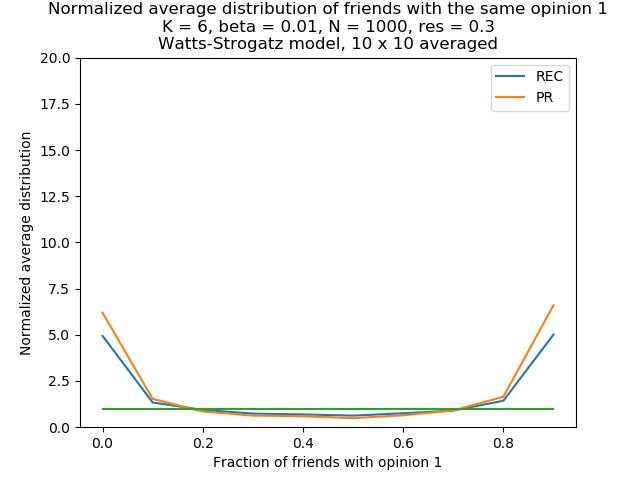 Normalized average distribution of friends with the same opinion 1
K = 6, beta = 0.01, N = 1000, res = 0.3
Watts-Strogatz model, 10 x 10 averaged
20.0
17.5
15.0
12.5
10.0
7.5
5.0
2.5
0.0
Normalized average distribution
REC
PR
0.0
0.2
0.4
0.6
0.8
Fraction of friends with opinion 1